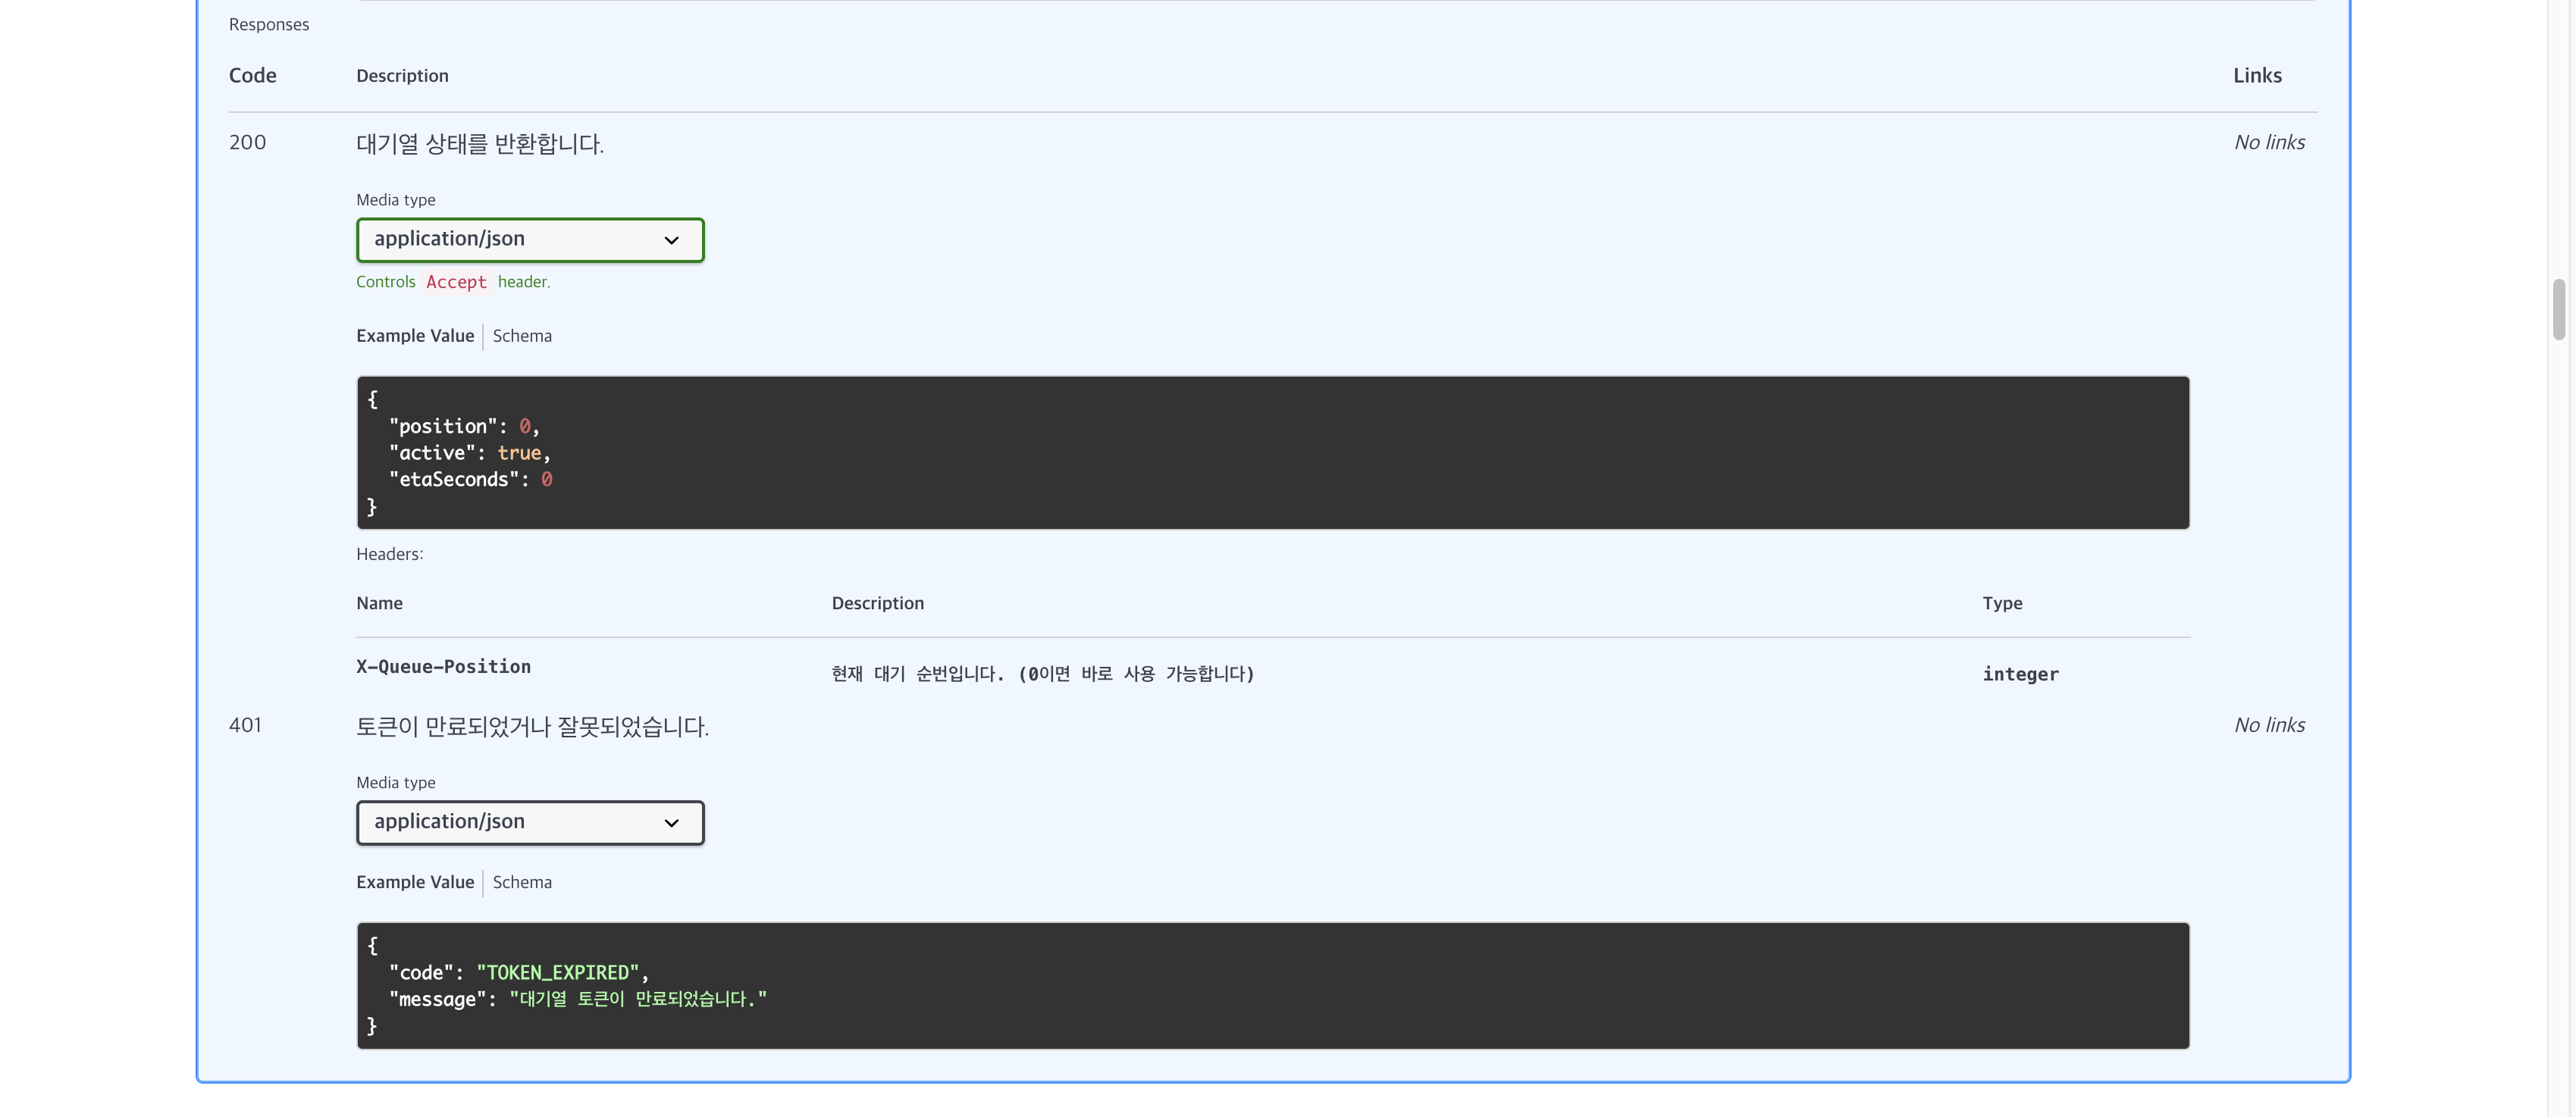 Responses
Code Description Links
200 대기열 상태를 반환합니다. No links
Media type
application/json
Controls Accept header.
Example Value Schema
{
"position": 0,
"active": true,
"etaSeconds": 0
}
Headers:
Name Description Type
X-Queue-Position 현재 대기 순번입니다. (0이면 바로 사용 가능합니다) integer
401 토큰이 만료되었거나 잘못되었습니다. No links
Media type
application/json
Example Value Schema
{
"code": "TOKEN_EXPIRED",
"message": "대기열 토큰이 만료되었습니다."
}